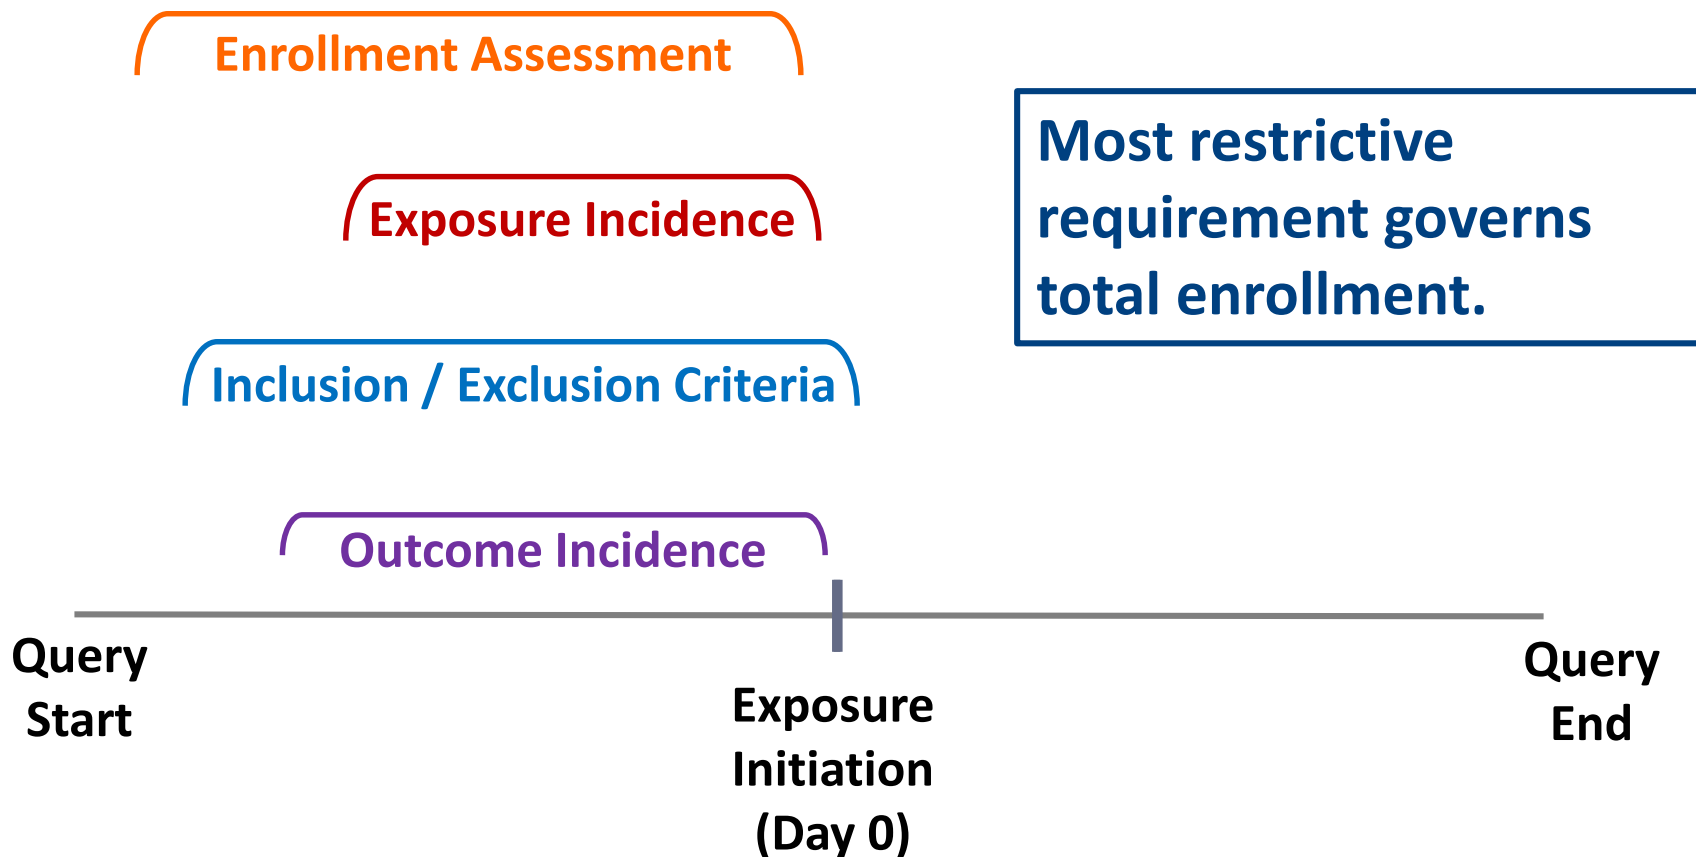 Enrollment Assessment
Most restrictive
requirement governs
total enrollment.
Exposure Incidence
Inclusion / Exclusion Criteria
Outcome Incidence
Query
Start
Exposure
Initiation
(Day 0)
Query
End